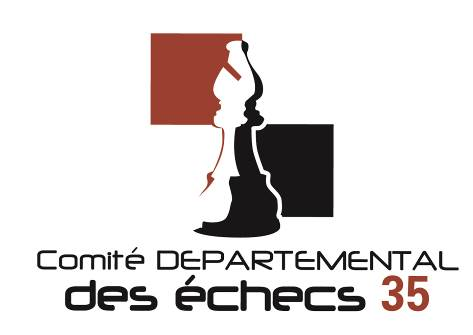 Comité DEPARTEMENTAL
des échecs 35